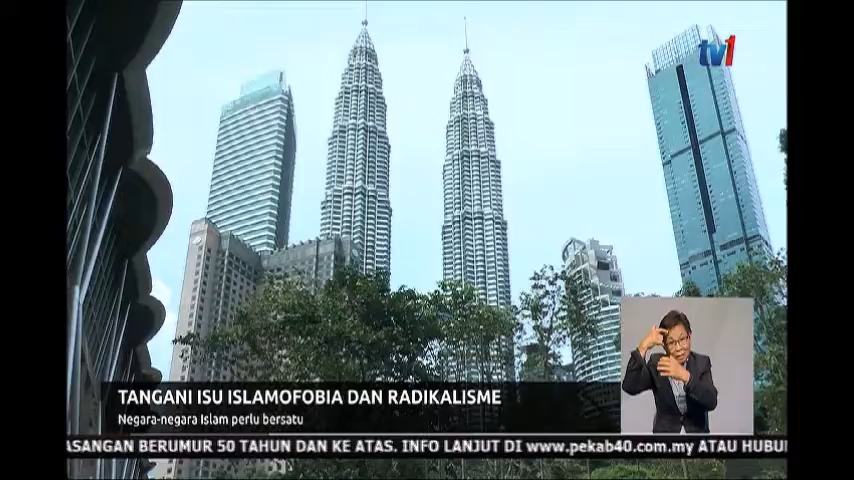 tv1
TANGANI ISU ISLAMOFOBIA DAN RADIKALISME
Negara-negara Islam perlu bersatu
ASANGAN BERUMUR 50 TAHUN DAN KE ATAS. INFO LANJUT DI www.pekab40.com.my ATAU HUBU